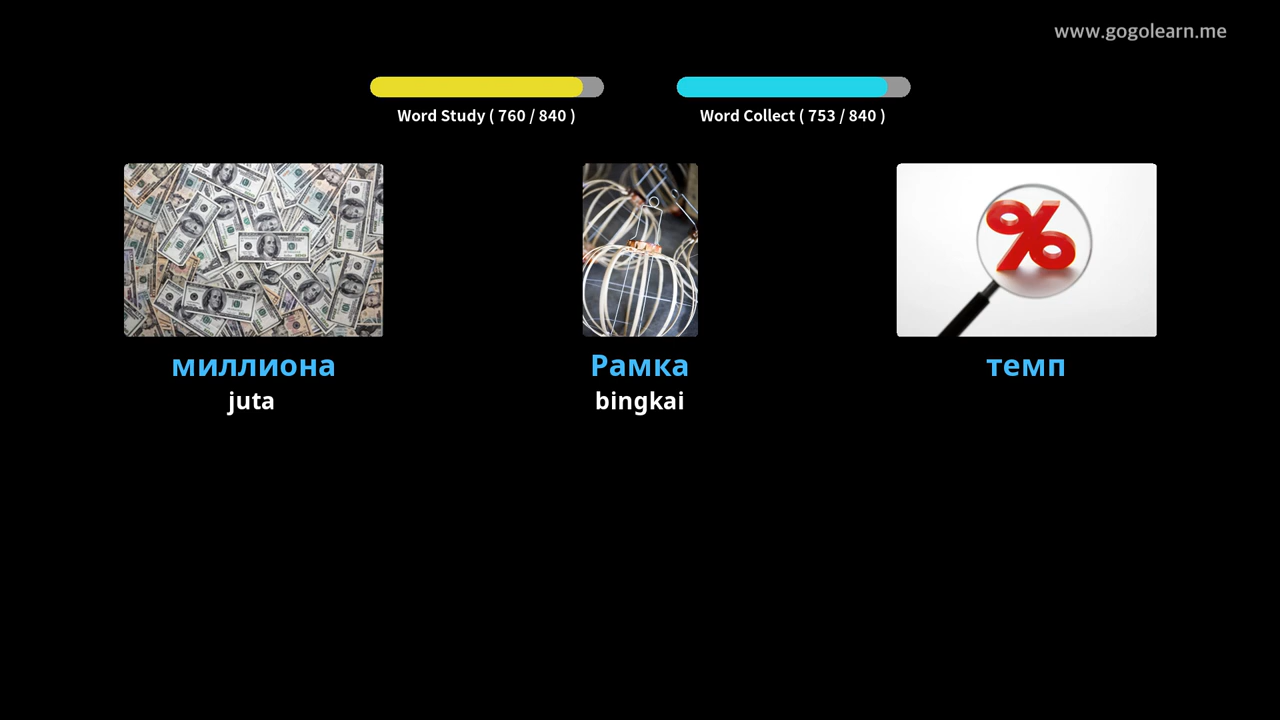 www.gogolearn.me
Word Study ( 760 / 840 )
Word Collect ( 753 / 840 )
миллиона
juta
Рамка
bingkai
%
темп